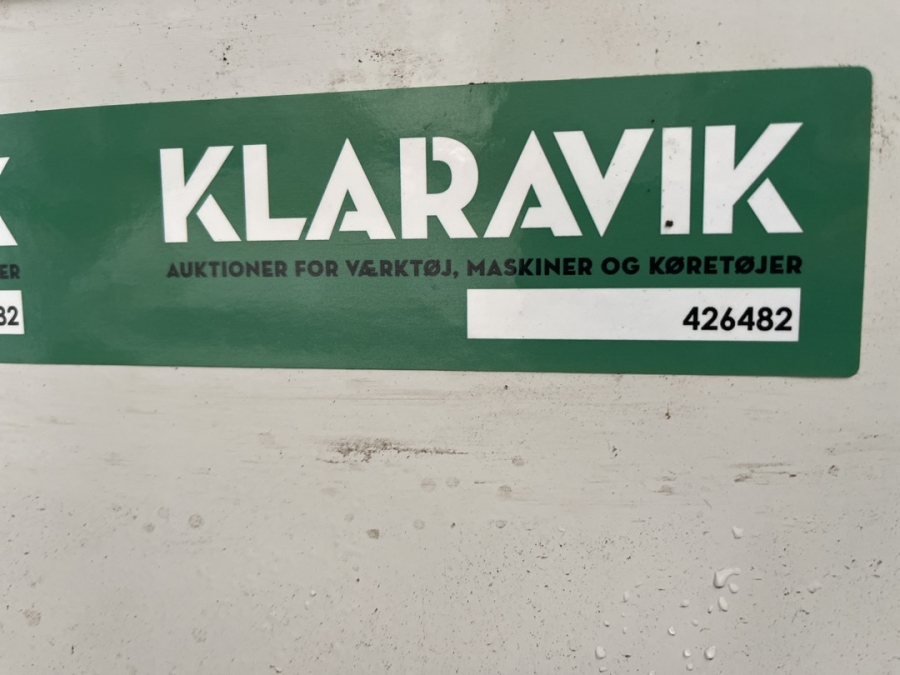 KLARAVIK
AUKTIONER FOR VÆRKTØJ, MASKINER OG KØRETØJER
426482